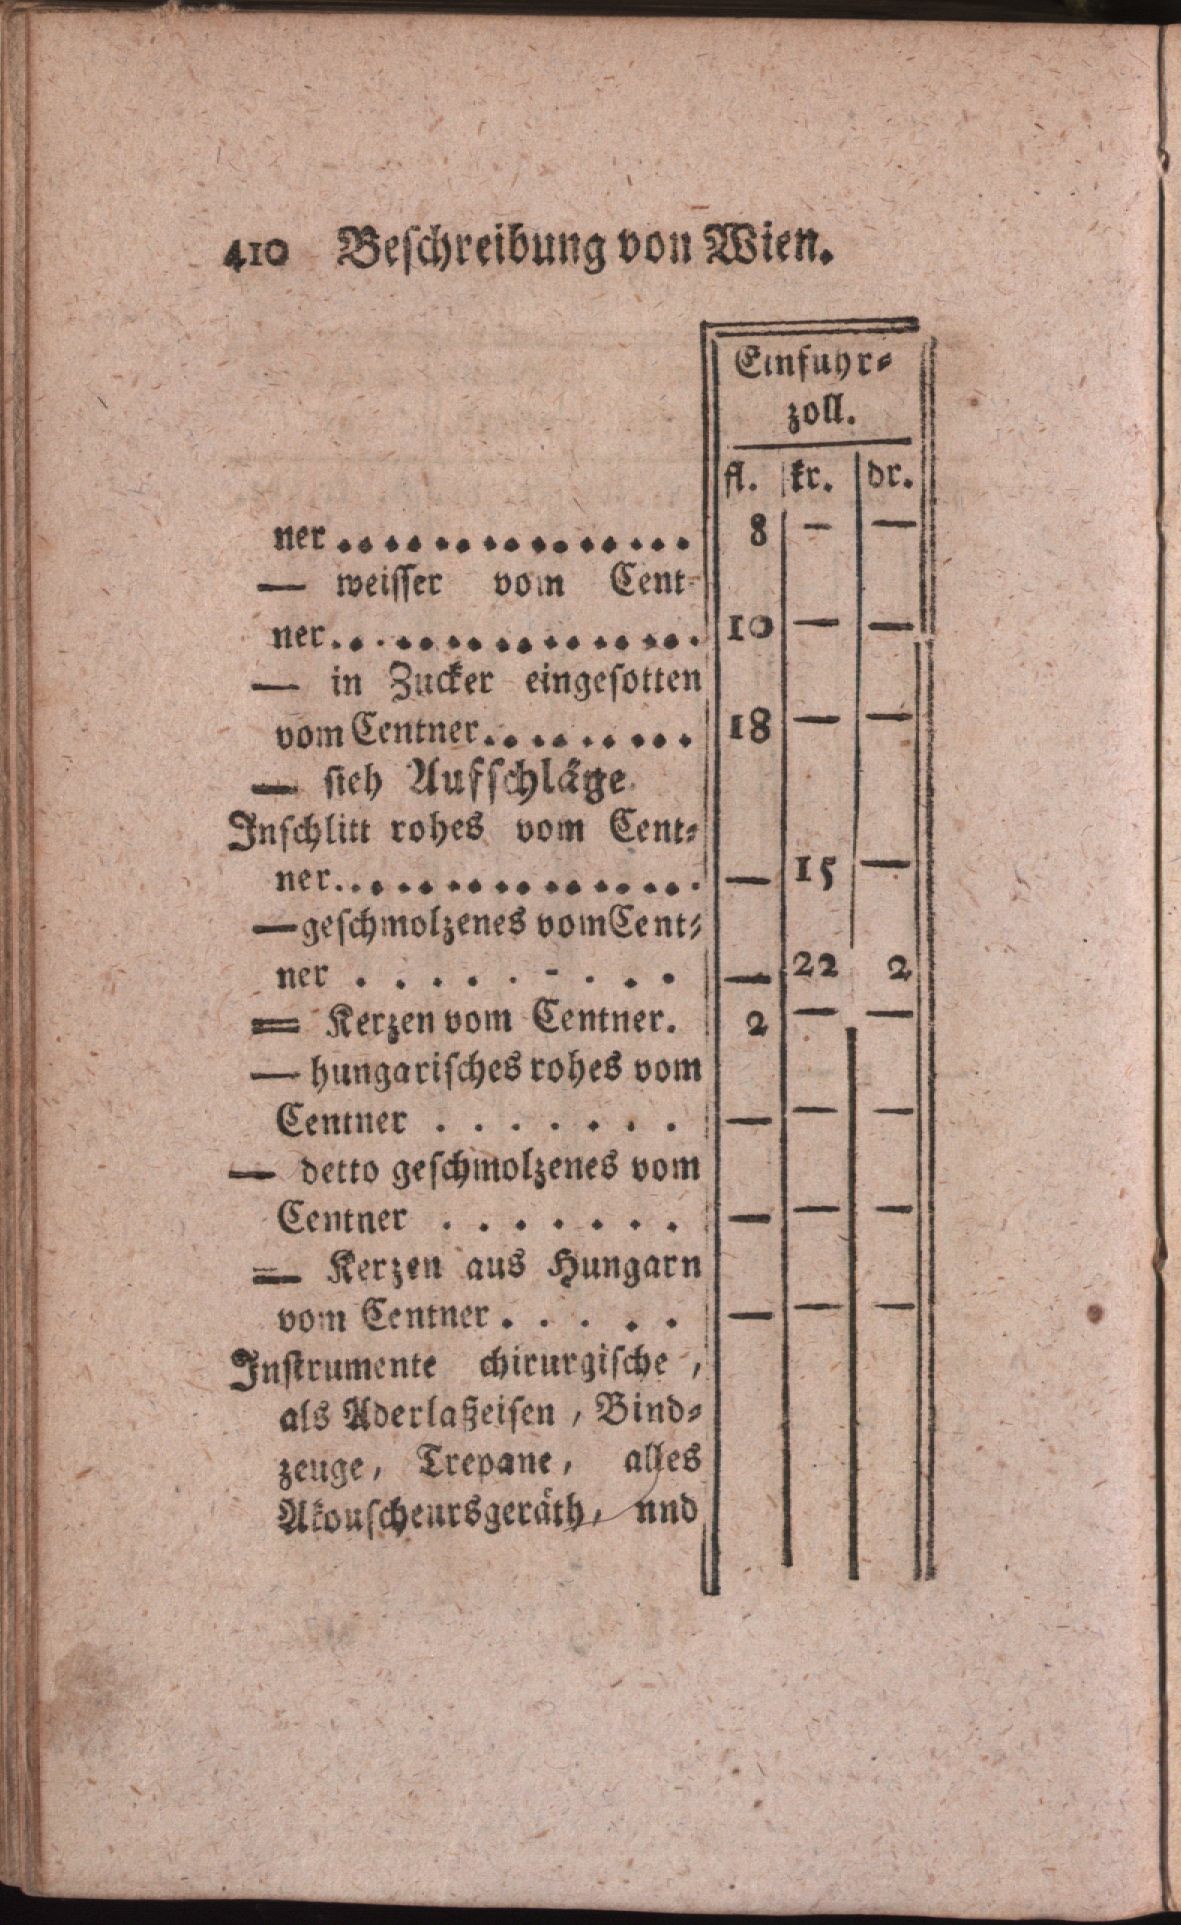 410 Beschreibung von Wien.
Einfuhr-
zoll.
fl. kr. dr.
ner ............... 8 — —
— weisser vom Cent-
ner................ 10 — —
— in Zucker eingesotten
vom Centner......... 18 — —
— sieh Aufschläge.
Inschlitt rohes vom Cent-
ner................ — 15 —
— geschmolzenes vom Cent-
ner . . . . . - . . . — 22 2
— Kerzen vom Centner. 2 — —
— hungarisches rohes vom
Centner . . . . . . . — — —
— detto geschmolzenes vom
Centner . . . . . . . — — —
— Kerzen aus Hungarn
vom Centner . . . . . — — —
Instrumente chirurgische,
als Aderlaßeisen, Bind-
zeuge, Trepane, alles
Akouscheursgeräth, nnd